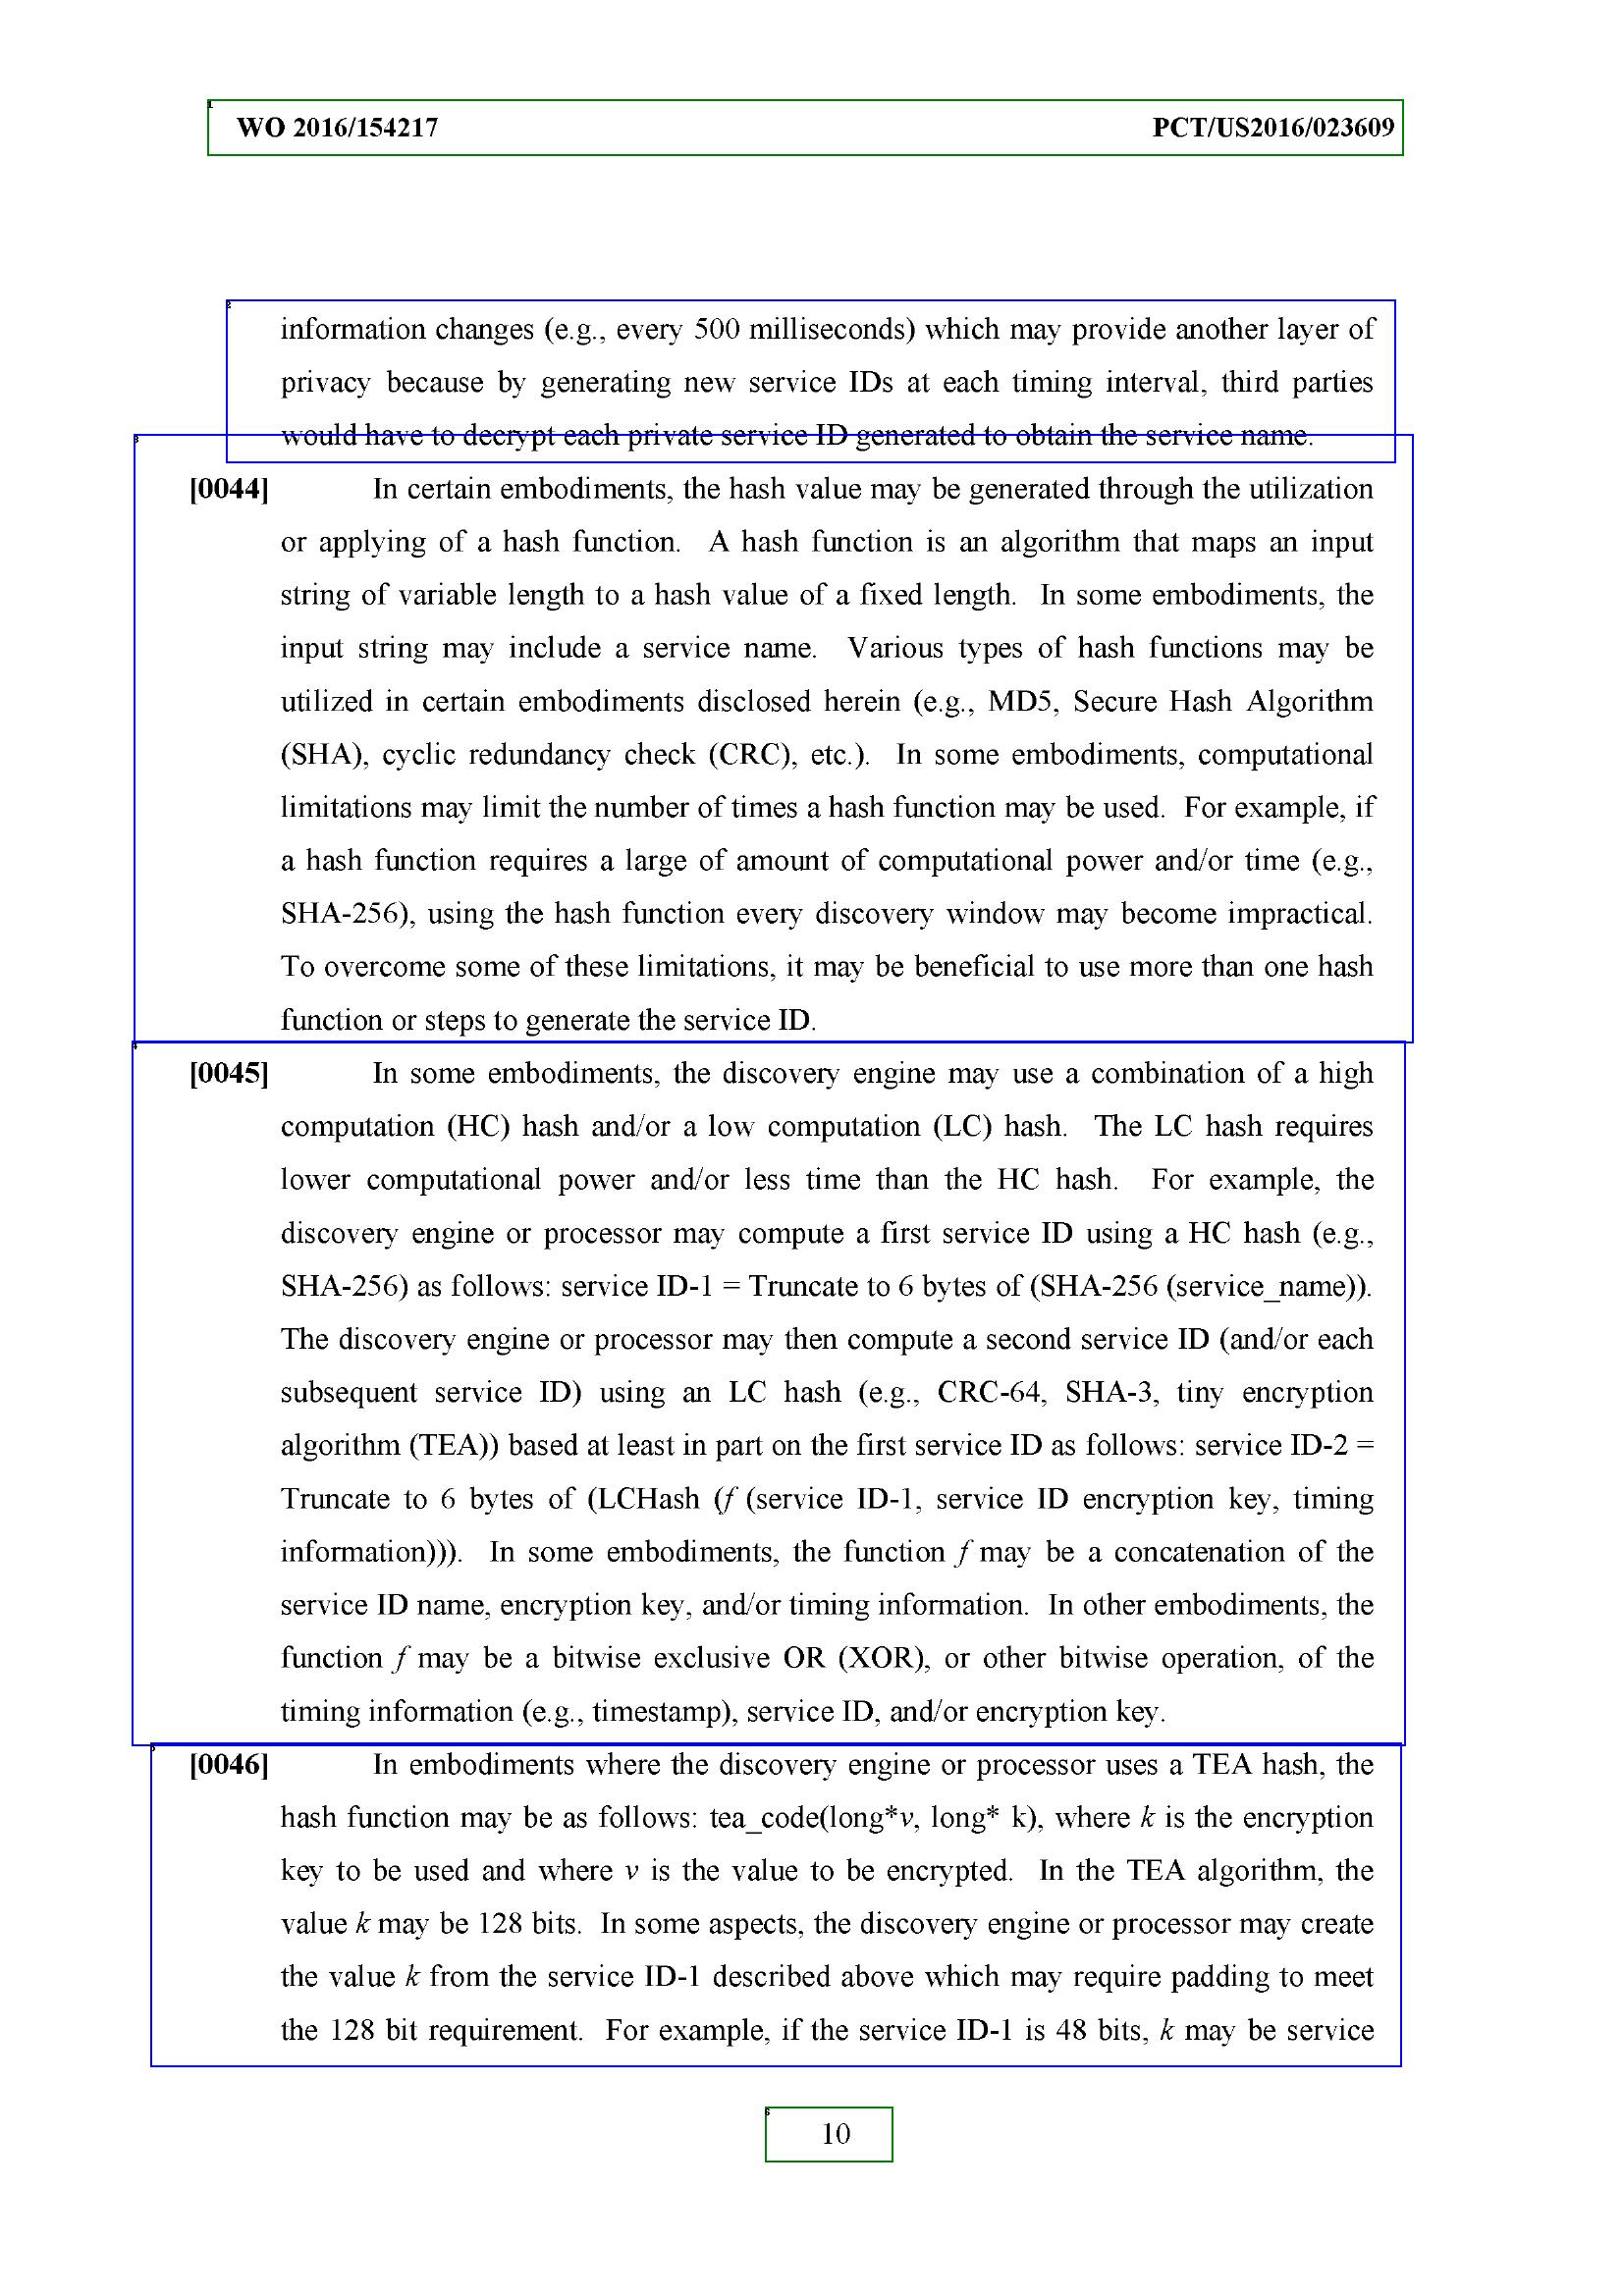 WO 2016/154217 PCT/US2016/023609
information changes (e.g., every 500 milliseconds) which may provide another layer of
privacy because by generating new service IDs at each timing interval, third parties
would have to decrypt each private service ID generated to obtain the service name.
[0044] In certain embodiments, the hash value may be generated through the utilization
or applying of a hash function. A hash function is an algorithm that maps an input
string of variable length to a hash value of a fixed length. In some embodiments, the
input string may include a service name. Various types of hash functions may be
utilized in certain embodiments disclosed herein (e.g., MD5, Secure Hash Algorithm
(SHA), cyclic redundancy check (CRC), etc.). In some embodiments, computational
limitations may limit the number of times a hash function may be used. For example, if
a hash function requires a large of amount of computational power and/or time (e.g.,
SHA-256), using the hash function every discovery window may become impractical.
To overcome some of these limitations, it may be beneficial to use more than one hash
function or steps to generate the service ID.
[0045] In some embodiments, the discovery engine may use a combination of a high
computation (HC) hash and/or a low computation (LC) hash. The LC hash requires
lower computational power and/or less time than the HC hash. For example, the
discovery engine or processor may compute a first service ID using a HC hash (e.g.,
SHA-256) as follows: service ID-1 = Truncate to 6 bytes of (SHA-256 (service_name)).
The discovery engine or processor may then compute a second service ID (and/or each
subsequent service ID) using an LC hash (e.g., CRC-64, SHA-3, tiny encryption
algorithm (TEA)) based at least in part on the first service ID as follows: service ID-2 =
Truncate to 6 bytes of (LCHash (f (service ID-1, service ID encryption key, timing
information))). In some embodiments, the function f may be a concatenation of the
service ID name, encryption key, and/or timing information. In other embodiments, the
function f may be a bitwise exclusive OR (XOR), or other bitwise operation, of the
timing information (e.g., timestamp), service ID, and/or encryption key.
[0046] In embodiments where the discovery engine or processor uses a TEA hash, the
hash function may be as follows: tea_code(long*v, long* k), where k is the encryption
key to be used and where v is the value to be encrypted. In the TEA algorithm, the
value k may be 128 bits. In some aspects, the discovery engine or processor may create
the value k from the service ID-1 described above which may require padding to meet
the 128 bit requirement. For example, if the service ID-1 is 48 bits, k may be service
10